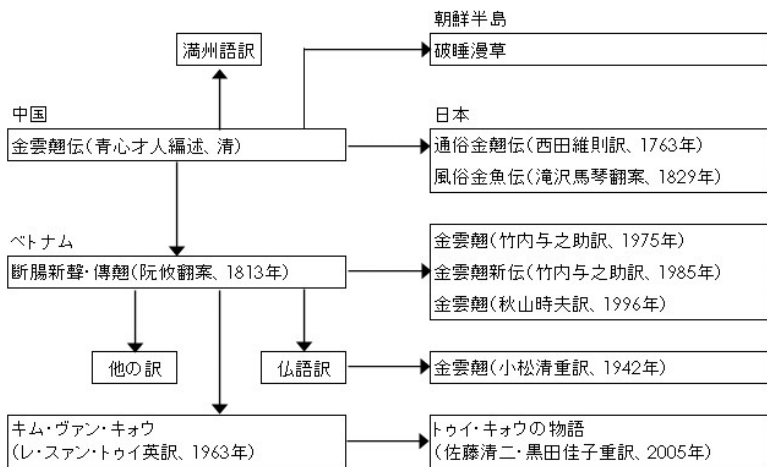 朝鮮半島
満州語訳
破睡漫草
中国
日本
金雲翹伝(青心才人編述、清)
通俗金翹伝(西田維則訳、1763年)
風俗金魚伝(滝沢馬琴翻案、1829年)
ベトナム
斷腸新聲・傳翹(阮攸翻案、1813年)
金雲翹(竹内与之助訳、1975年)
金雲翹新伝(竹内与之助訳、1985年)
金雲翹(秋山時夫訳、1996年)
他の訳
仏語訳
金雲翹(小松清重訳、1942年)
キム・ヴァン・キョウ
(レ・スァン・トゥイ英訳、1963年)
トゥイ・キョウの物語
(佐藤清二・黒田佳子重訳、2005年)